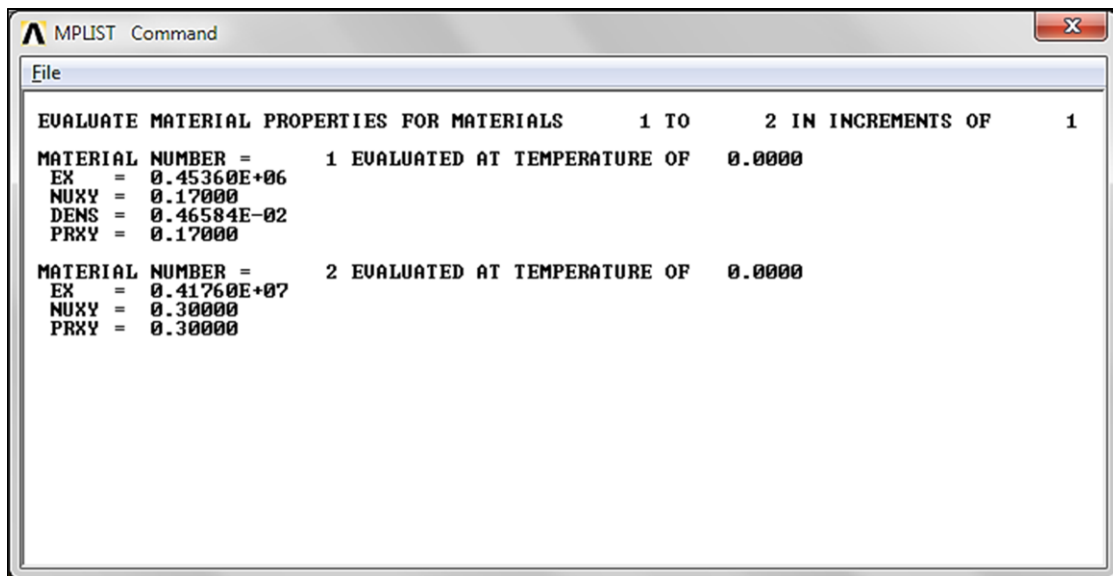 MPLIST Command
File
EVALUATE MATERIAL PROPERTIES FOR MATERIALS 1 TO 2 IN INCREMENTS OF 1
MATERIAL NUMBER = 1 EVALUATED AT TEMPERATURE OF 0.0000
EX = 0.45360E+06
NUXY = 0.17000
DENS = 0.46584E-02
PRXY = 0.17000
MATERIAL NUMBER = 2 EVALUATED AT TEMPERATURE OF 0.0000
EX = 0.41760E+07
NUXY = 0.30000
PRXY = 0.30000